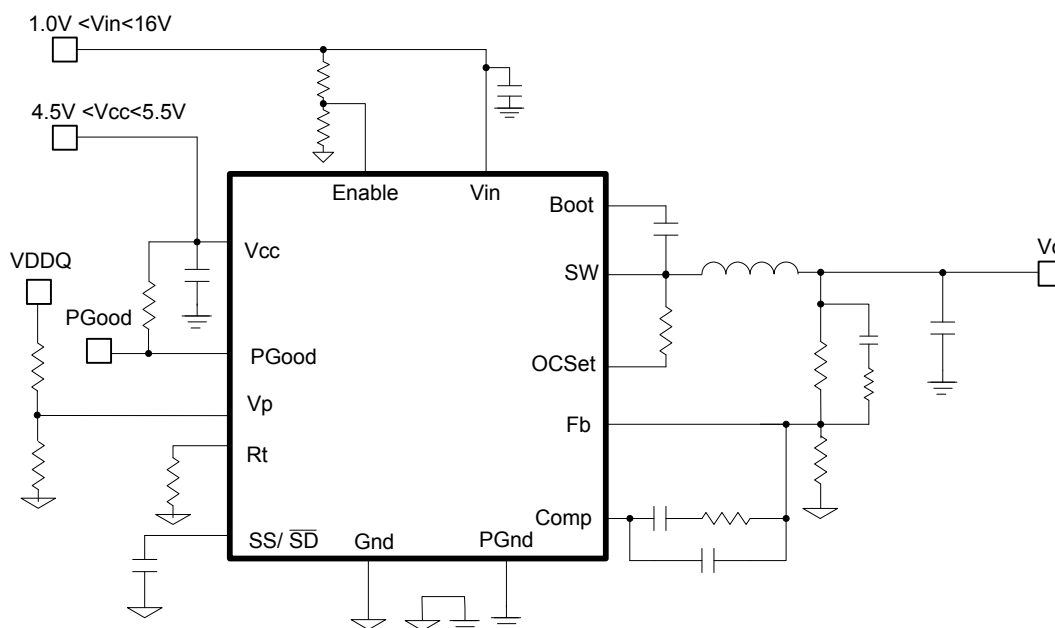 1.0V <Vin<16V
4.5V <Vcc<5.5V
Enable
Vin
Boot
Vcc
SW
VDDQ
PGood
PGood
OCSet
Vp
Fb
Rt
Comp
SS/ SD
Gnd
PGnd